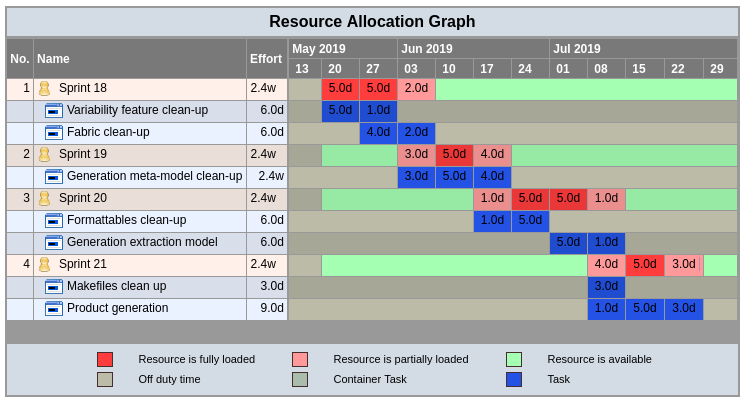 Resource Allocation Graph
No. Name Effort May 2019 Jun 2019 Jul 2019
13 20 27 03 10 17 24 01 08 15 22 29
1 Sprint 18 2.4w 5.0d 5.0d 2.0d
Variability feature clean-up 6.0d 5.0d 1.0d
Fabric clean-up 6.0d 4.0d 2.0d
2 Sprint 19 2.4w 3.0d 5.0d 4.0d
Generation meta-model clean-up 2.4w 3.0d 5.0d 4.0d
3 Sprint 20 2.4w 1.0d 5.0d 5.0d 1.0d
Formattables clean-up 6.0d 1.0d 5.0d
Generation extraction model 6.0d 5.0d 1.0d
4 Sprint 21 2.4w 4.0d 5.0d 3.0d
Makefiles clean up 3.0d 3.0d
Product generation 9.0d 1.0d 5.0d 3.0d
Resource is fully loaded Resource is partially loaded Resource is available
Off duty time Container Task Task